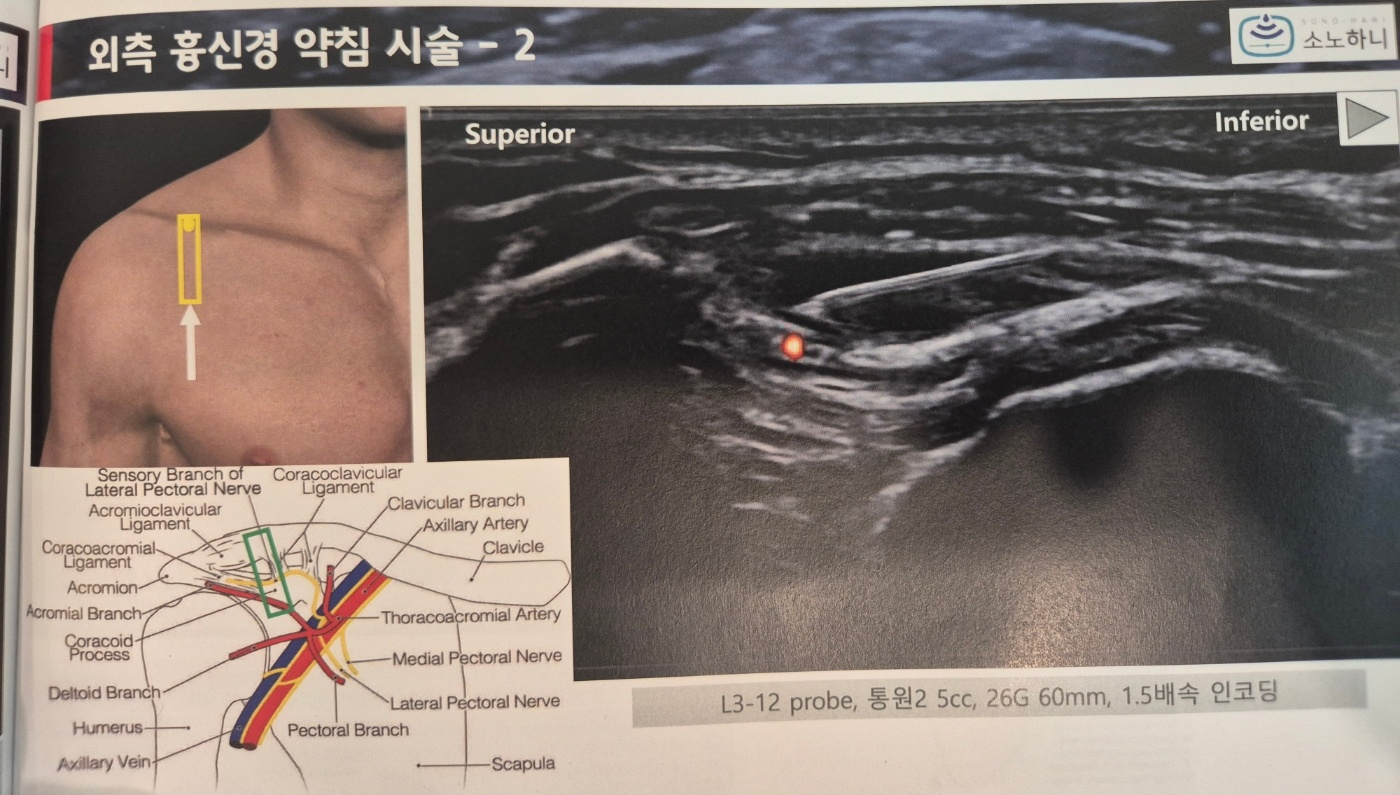 외측 흉신경 약침 시술 - 2
SONO-HANI
소노하니
Superior
Inferior
Sensory Branch of
Lateral Pectoral Nerve
Coracoclavicular
Ligament
Acromioclavicular
Ligament
Clavicular Branch
Axillary Artery
Coracoacromial
Ligament
Clavicle
Acromion
Acromial Branch
Thoracoacromial Artery
Coracoid
Process
Medial Pectoral Nerve
Deltoid Branch
Lateral Pectoral Nerve
Humerus
Pectoral Branch
Axillary Vein
Scapula
L3-12 probe, 통원2 5cc, 26G 60mm, 1.5배속 인코딩